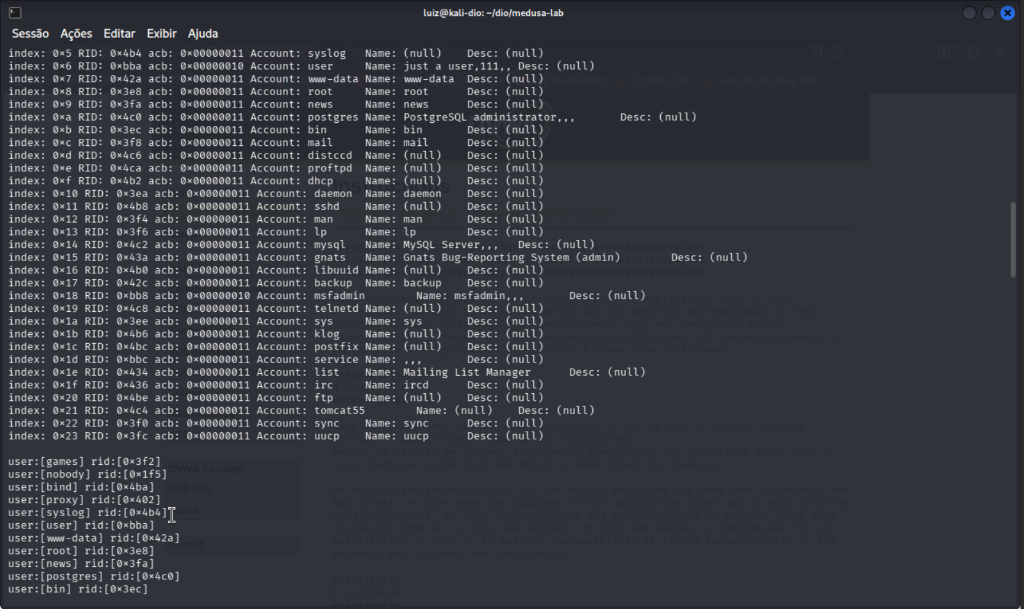 luiz@kali-dio: ~/dio/medusa-lab
Sessão Ações Editar Exibir Ajuda
index: 0×5 RID: 0×4b4 acb: 0×00000011 Account: syslog Name: (null) Desc: (null)
index: 0×6 RID: 0×bba acb: 0×00000010 Account: user Name: just a user,111,, Desc: (null)
index: 0×7 RID: 0×42a acb: 0×00000011 Account: www-data Name: www-data Desc: (null)
index: 0×8 RID: 0×3e8 acb: 0×00000011 Account: root Name: root Desc: (null)
index: 0×9 RID: 0×3fa acb: 0×00000011 Account: news Name: news Desc: (null)
index: 0×a RID: 0×4c0 acb: 0×00000011 Account: postgres Name: PostgreSQL administrator,,, Desc: (null)
index: 0×b RID: 0×3ec acb: 0×00000011 Account: bin Name: bin Desc: (null)
index: 0×c RID: 0×3f8 acb: 0×00000011 Account: mail Name: mail Desc: (null)
index: 0×d RID: 0×4c6 acb: 0×00000011 Account: distccd Name: (null) Desc: (null)
index: 0×e RID: 0×4ca acb: 0×00000011 Account: proftpd Name: (null) Desc: (null)
index: 0×f RID: 0×4b2 acb: 0×00000011 Account: dhcp Name: (null) Desc: (null)
index: 0×10 RID: 0×3ea acb: 0×00000011 Account: daemon Name: daemon Desc: (null)
index: 0×11 RID: 0×4b8 acb: 0×00000011 Account: sshd Name: (null) Desc: (null)
index: 0×12 RID: 0×3f4 acb: 0×00000011 Account: man Name: man Desc: (null)
index: 0×13 RID: 0×3f6 acb: 0×00000011 Account: lp Name: lp Desc: (null)
index: 0×14 RID: 0×4c2 acb: 0×00000011 Account: mysql Name: MySQL Server,,, Desc: (null)
index: 0×15 RID: 0×43a acb: 0×00000011 Account: gnats Name: Gnats Bug-Reporting System (admin) Desc: (null)
index: 0×16 RID: 0×4b0 acb: 0×00000011 Account: libuuid Name: (null) Desc: (null)
index: 0×17 RID: 0×42c acb: 0×00000011 Account: backup Name: backup Desc: (null)
index: 0×18 RID: 0×bb8 acb: 0×00000010 Account: msfadmin Name: msfadmin,,, Desc: (null)
index: 0×19 RID: 0×4c8 acb: 0×00000011 Account: telnetd Name: (null) Desc: (null)
index: 0×1a RID: 0×3ee acb: 0×00000011 Account: sys Name: sys Desc: (null)
index: 0×1b RID: 0×4b6 acb: 0×00000011 Account: klog Name: (null) Desc: (null)
index: 0×1c RID: 0×4bc acb: 0×00000011 Account: postfix Name: (null) Desc: (null)
index: 0×1d RID: 0×bbc acb: 0×00000011 Account: service Name: ,,, Desc: (null)
index: 0×1e RID: 0×434 acb: 0×00000011 Account: list Name: Mailing List Manager Desc: (null)
index: 0×1f RID: 0×436 acb: 0×00000011 Account: irc Name: ircd Desc: (null)
index: 0×20 RID: 0×4be acb: 0×00000011 Account: ftp Name: (null) Desc: (null)
index: 0×21 RID: 0×4c4 acb: 0×00000011 Account: tomcat55 Name: (null) Desc: (null)
index: 0×22 RID: 0×3f0 acb: 0×00000011 Account: sync Name: sync Desc: (null)
index: 0×23 RID: 0×3fc acb: 0×00000011 Account: uucp Name: uucp Desc: (null)
user:[games] rid:[0×3f2]
user:[nobody] rid:[0×1f5]
user:[bind] rid:[0×4ba]
user:[proxy] rid:[0×402]
user:[syslog] rid:[0×4b4]
user:[user] rid:[0×bba]
user:[www-data] rid:[0×42a]
user:[root] rid:[0×3e8]
user:[news] rid:[0×3fa]
user:[postgres] rid:[0×4c0]
user:[bin] rid:[0×3ec]
DVWA Security